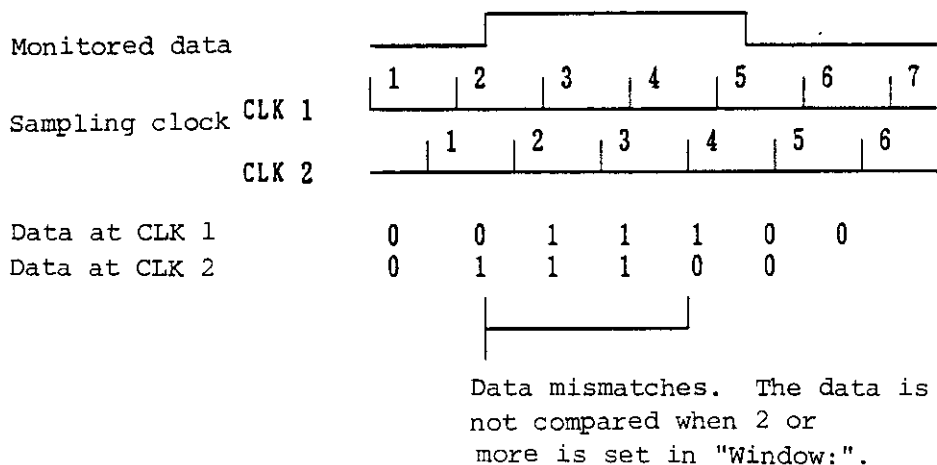 Monitored data
1 2 3 4 5 6 7
Sampling clock CLK 1
1 2 3 4 5 6
CLK 2
Data at CLK 1 0 0 1 1 1 0 0
Data at CLK 2 0 1 1 1 0 0
Data mismatches. The data is
not compared when 2 or
more is set in "Window:".